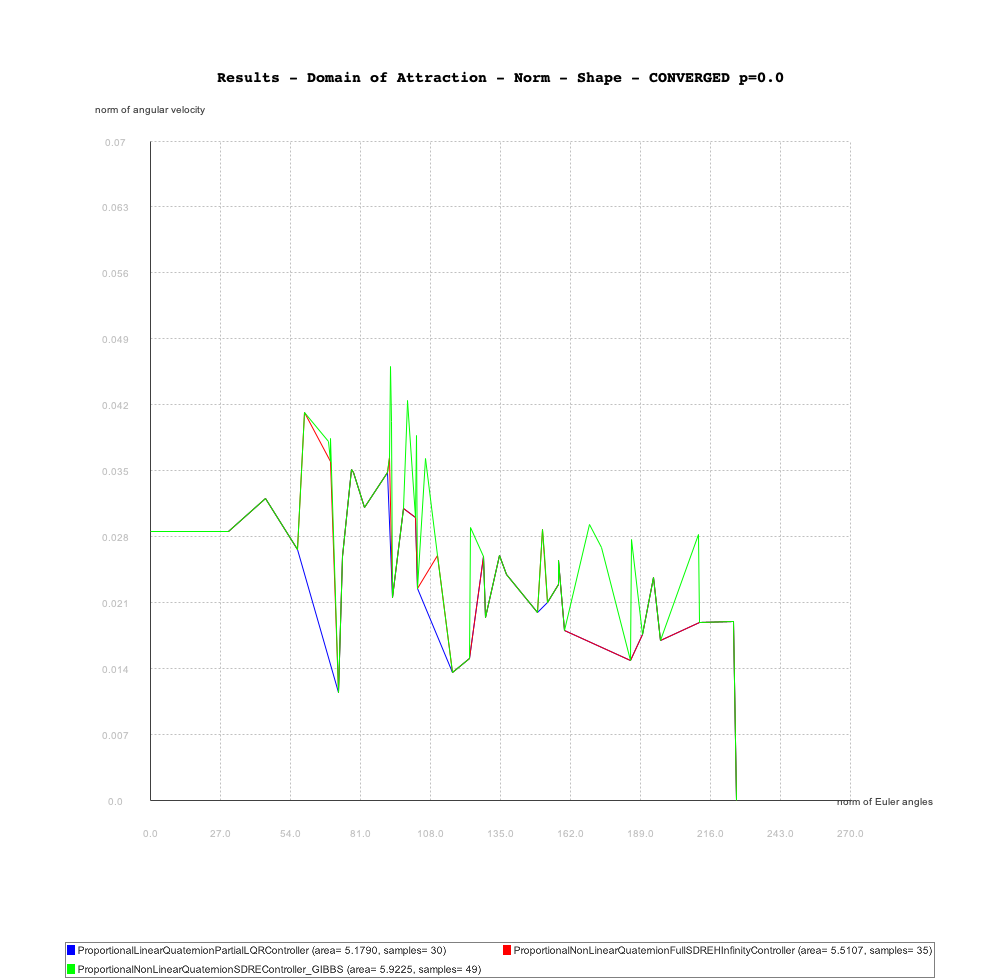 Results - Domain of Attraction - Norm - Shape - CONVERGED p=0.0
norm of angular velocity
0.07
0.063
0.056
0.049
0.042
0.035
0.028
0.021
0.014
0.007
0.0
norm of Euler angles
0.0 27.0 54.0 81.0 108.0 135.0 162.0 189.0 216.0 243.0 270.0
ProportionalLinearQuaternionPartialLQRController (area= 5.1790, samples= 30) ProportionalNonLinearQuaternionFullSDREHInfinityController (area= 5.5107, samples= 35)
ProportionalNonLinearQuaternionSDREController_GIBBS (area= 5.9225, samples= 49)